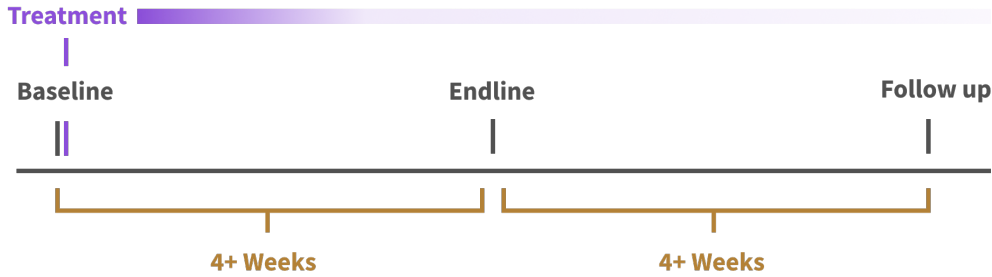 Treatment
Baseline
Endline
Follow up
4+ Weeks
4+ Weeks